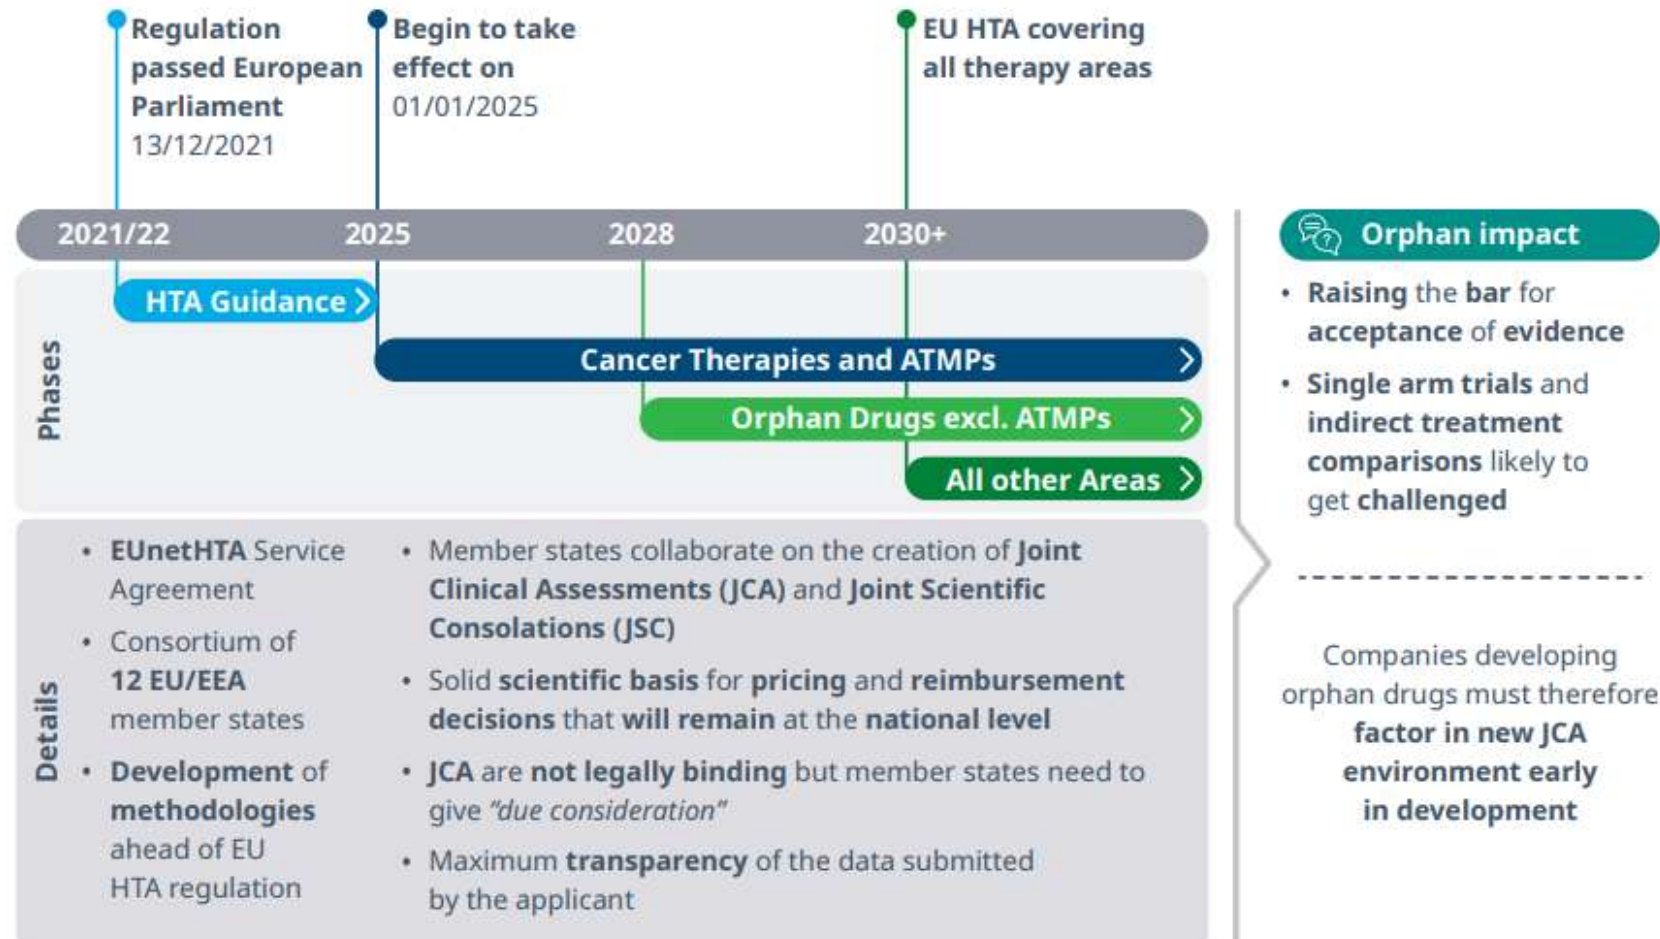 Regulation
passed European
Parliament
13/12/2021
Begin to take
effect on
01/01/2025
EU HTA covering
all therapy areas
2021/22
2025
2028
2030+
Phases
HTA Guidance
Cancer Therapies and ATMPs
Orphan Drugs excl. ATMPs
All other Areas
Details
• EUnetHTA Service
Agreement
• Consortium of
12 EU/EEA
member states
• Development of
methodologies
ahead of EU
HTA regulation
• Member states collaborate on the creation of Joint
Clinical Assessments (JCA) and Joint Scientific
Consolations (JSC)
• Solid scientific basis for pricing and reimbursement
decisions that will remain at the national level
• JCA are not legally binding but member states need to
give “due consideration”
• Maximum transparency of the data submitted
by the applicant
Orphan impact
• Raising the bar for
acceptance of evidence
• Single arm trials and
indirect treatment
comparisons likely to
get challenged
Companies developing
orphan drugs must therefore
factor in new JCA
environment early
in development